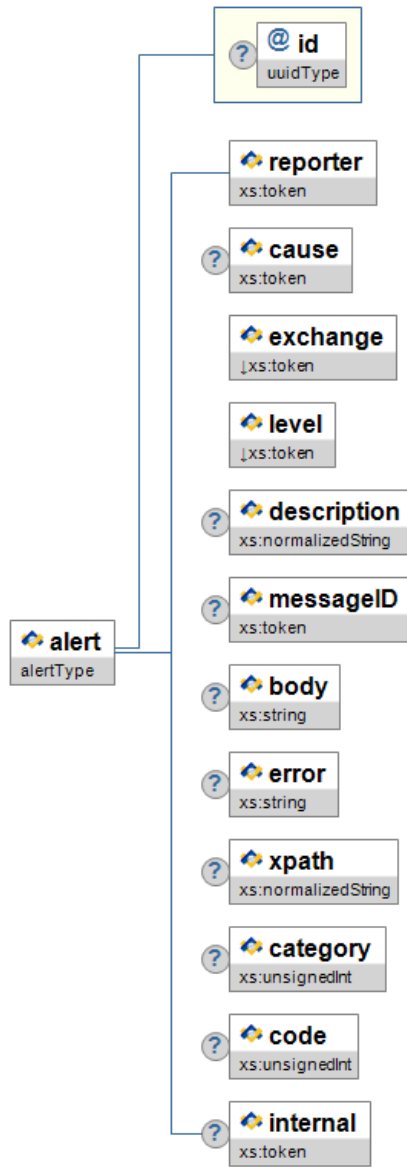 @ id
?
uuidType
reporter
xs:token
cause
?
xs:token
exchange
↓xs:token
level
↓xs:token
description
?
xs:normalizedString
messageID
?
xs:token
alert
alertType
body
?
xs:string
error
?
xs:string
xpath
?
xs:normalizedString
category
?
xs:unsignedInt
code
?
xs:unsignedInt
internal
?
xs:token